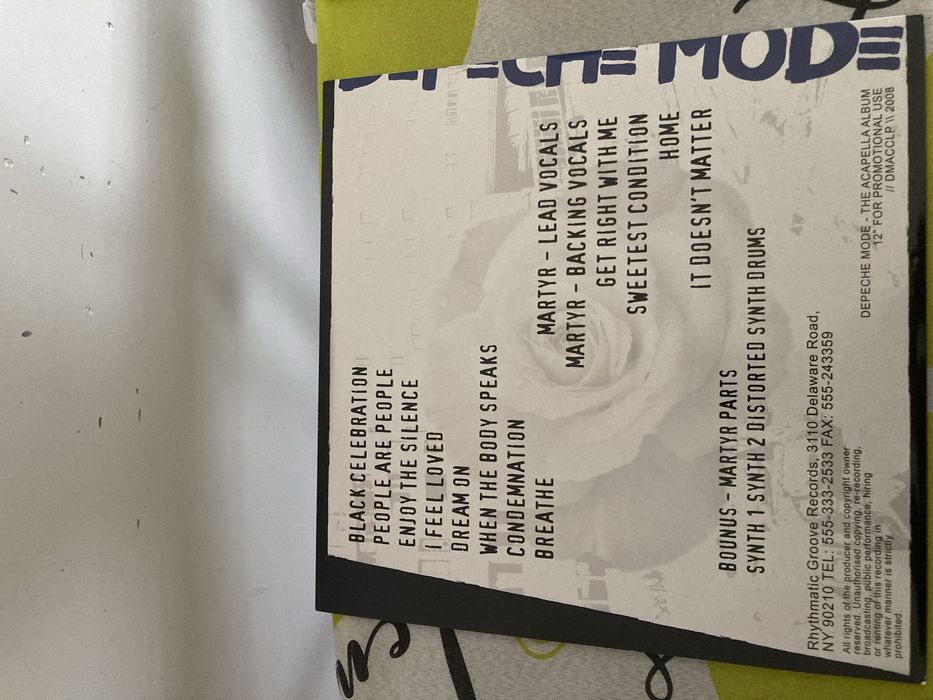 DEPECHE MODE
BLACK CELEBRATION
PEOPLE ARE PEOPLE
ENJOY THE SILENCE
I FEEL LOVED
DREAM ON
WHEN THE BODY SPEAKS
CONDEMNATION
BREATHE
MARTYR - LEAD VOCALS
MARTYR - BACKING VOCALS
GET RIGHT WITH ME
SWEETEST CONDITION
HOME
IT DOESN'T MATTER
BOUNUS - MARTYR PARTS
SYNTH 1 SYNTH 2 DISTORTED SYNTH DRUMS
Rhythmatic Groove Records, 3110 Delaware Road,
NY 90210 TEL: 555-333-2533 FAX: 555-243359
All rights of the producer and copyright owner
reserved. Unauthorised copying, re-recording,
broadcasting, public performance, hiring
or renting of this recording in
whatever manner is strictly
prohibited.
DEPECHE MODE - THE ACAPELLA ALBUM
12" FOR PROMOTIONAL USE
// DMACCLP \\ 2008